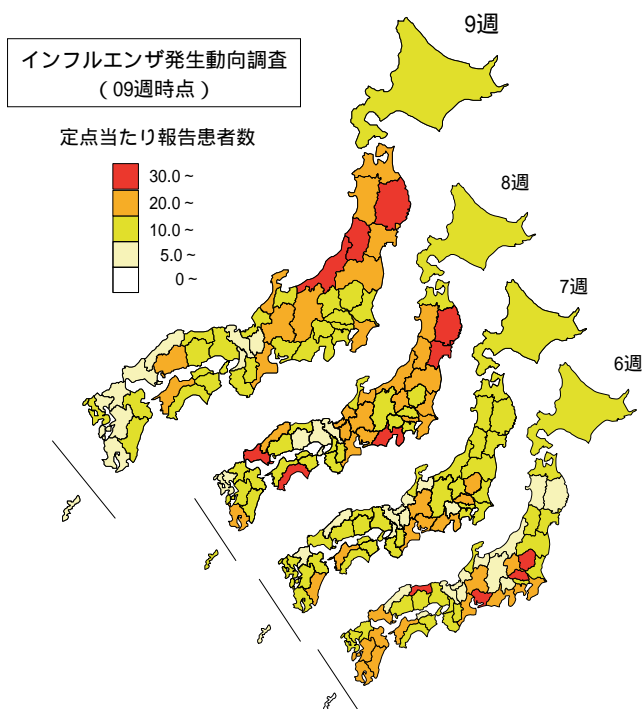 インフルエンザ発生動向調査
（09週時点）
定点当たり報告患者数
30.0～
20.0～
10.0～
5.0～
0～
9週
8週
7週
6週